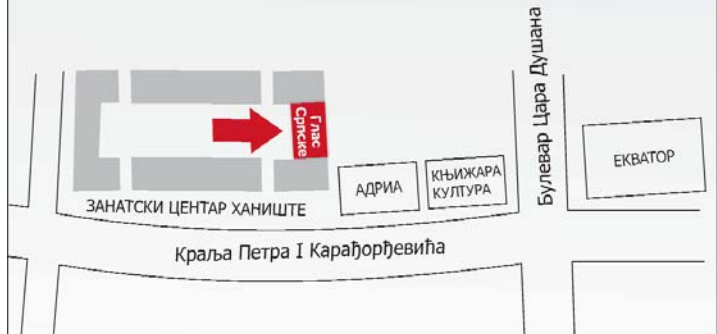 Булевар Цара Душана
Глас
Српске
АДРИА
КЊИЖАРА
КУЛТУРА
ЕКВАТОР
ЗАНАТСКИ ЦЕНТАР ХАНИШТЕ
Краља Петра I Карађорђевића